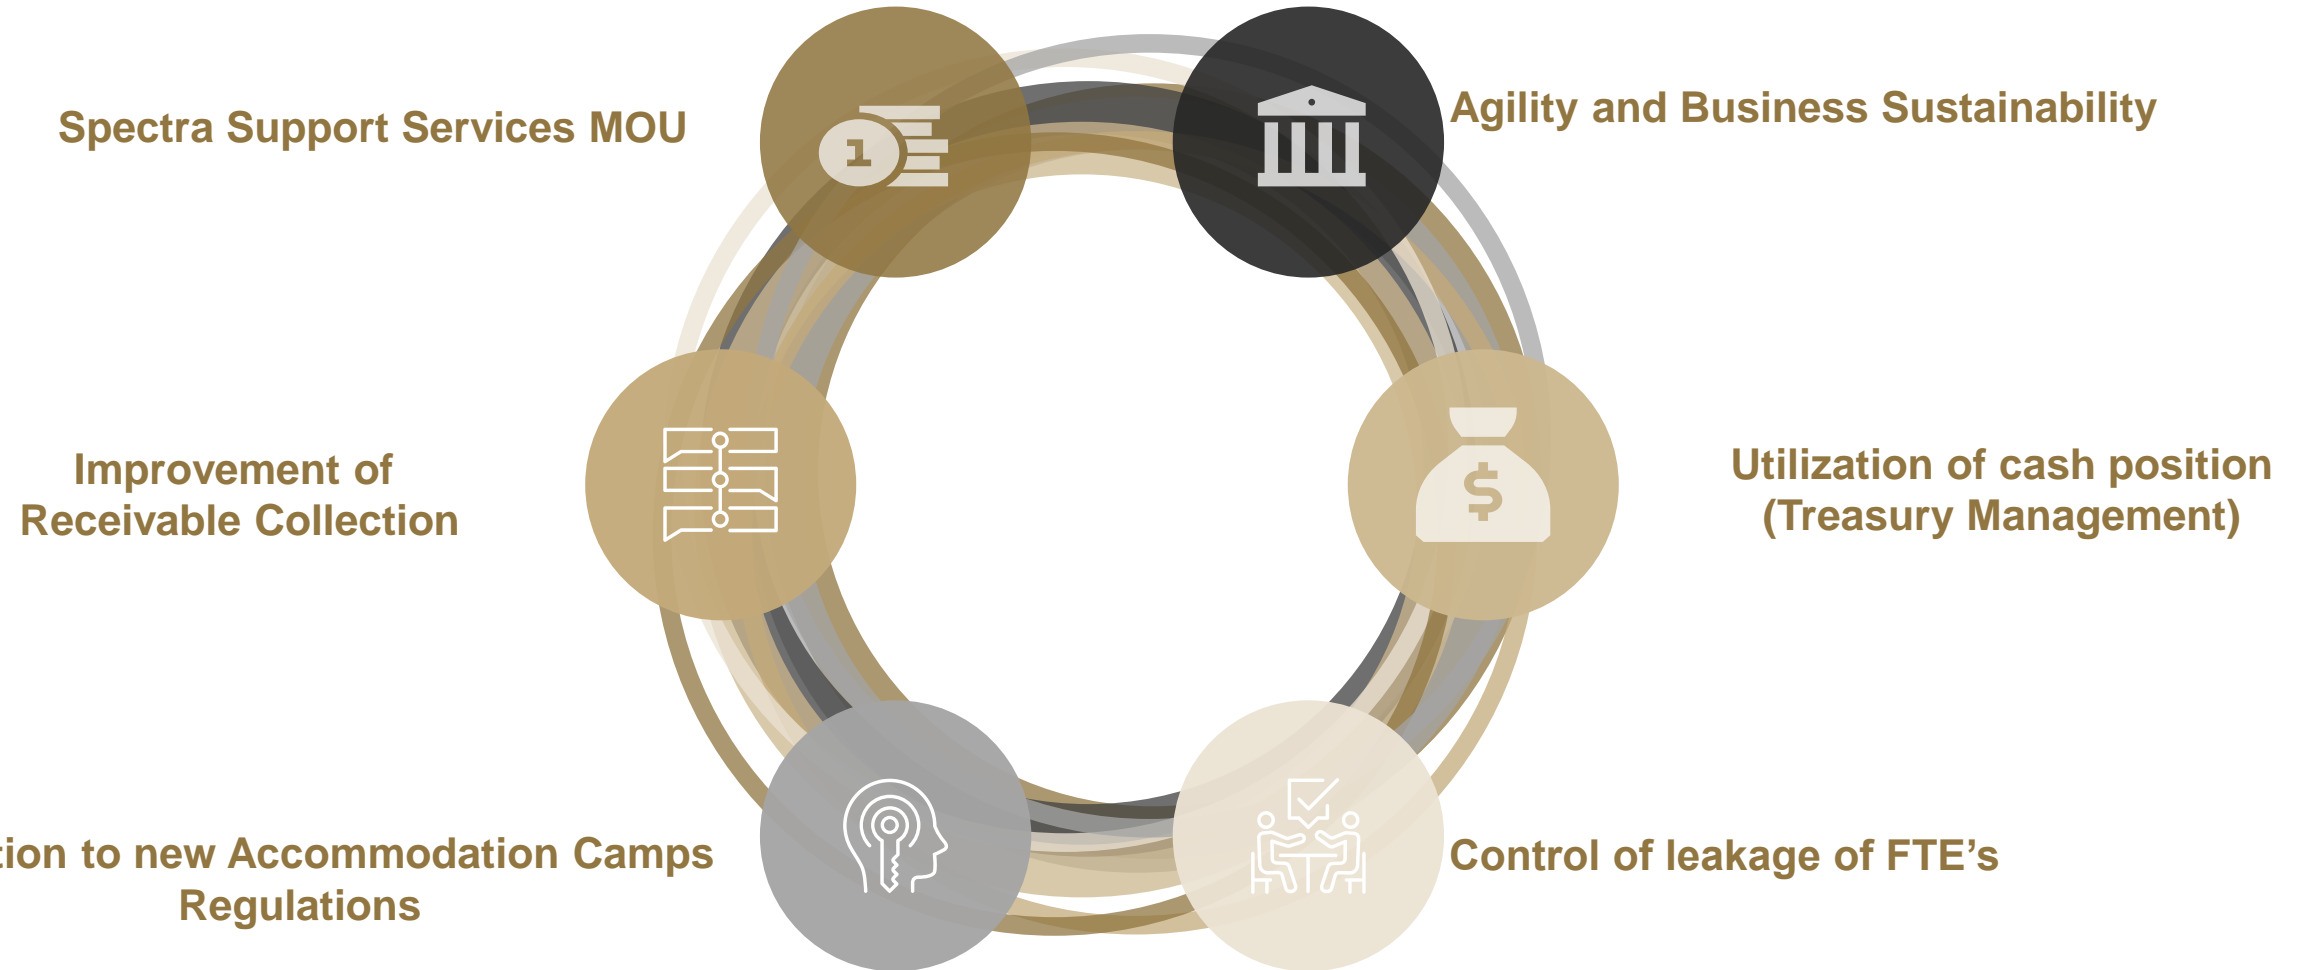 Spectra Support Services MOU
Agility and Business Sustainability
1
Improvement of
Receivable Collection
Utilization of cash position
(Treasury Management)
$
to new Accommodation Camps
Regulations
Control of leakage of FTE’s